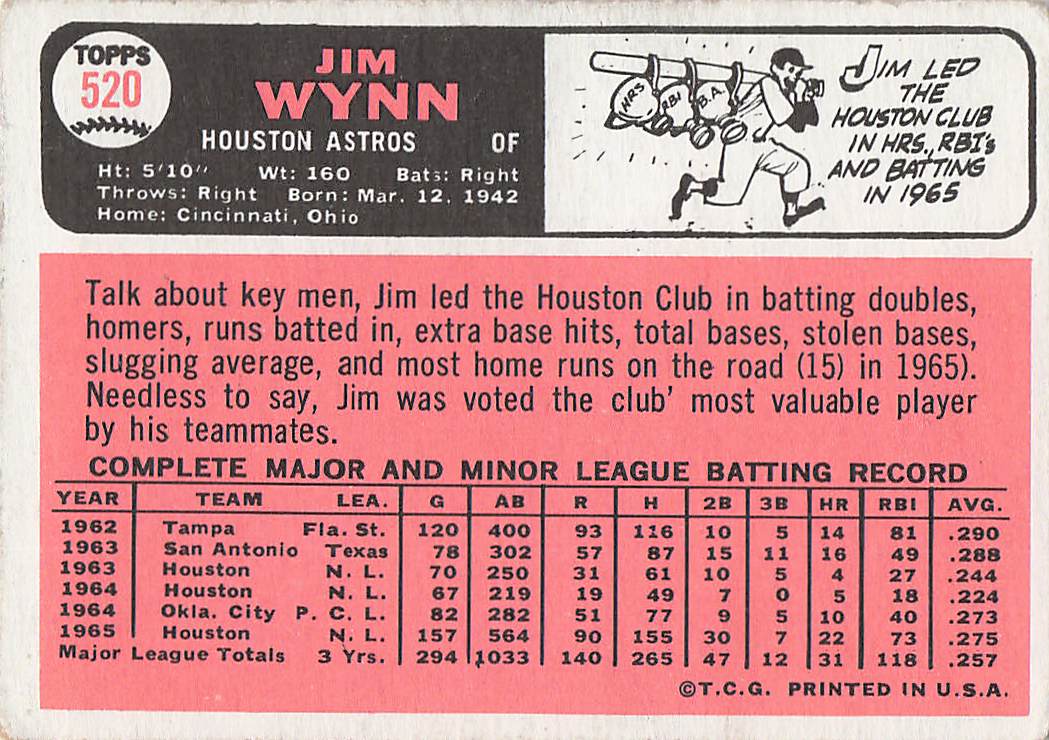 TOPPS
520
JIM
WYNN
HOUSTON ASTROS OF
Ht: 5'10" Wt: 160 Bats: Right
Throws: Right Born: Mar. 12, 1942
Home: Cincinnati, Ohio
HRS
RBI
B.A.
JIM LED
THE
HOUSTON CLUB
IN HRS., RBI's
AND BATTING
IN 1965
Talk about key men, Jim led the Houston Club in batting doubles,
homers, runs batted in, extra base hits, total bases, stolen bases,
slugging average, and most home runs on the road (15) in 1965).
Needless to say, Jim was voted the club' most valuable player
by his teammates.
COMPLETE MAJOR AND MINOR LEAGUE BATTING RECORD
YEAR TEAM LEA. G AB R H 2B 3B HR RBI AVG.
1962 Tampa Fla. St. 120 400 93 116 10 5 14 81 .290
1963 San Antonio Texas 78 302 57 87 15 11 16 49 .288
1963 Houston N. L. 70 250 31 61 10 5 4 27 .244
1964 Houston N. L. 67 219 19 49 7 0 5 18 .224
1964 Okla. City P. C. L. 82 282 51 77 9 5 10 40 .273
1965 Houston N. L. 157 564 90 155 30 7 22 73 .275
Major League Totals 3 Yrs. 294 1033 140 265 47 12 31 118 .257
©T.C.G. PRINTED IN U.S.A.